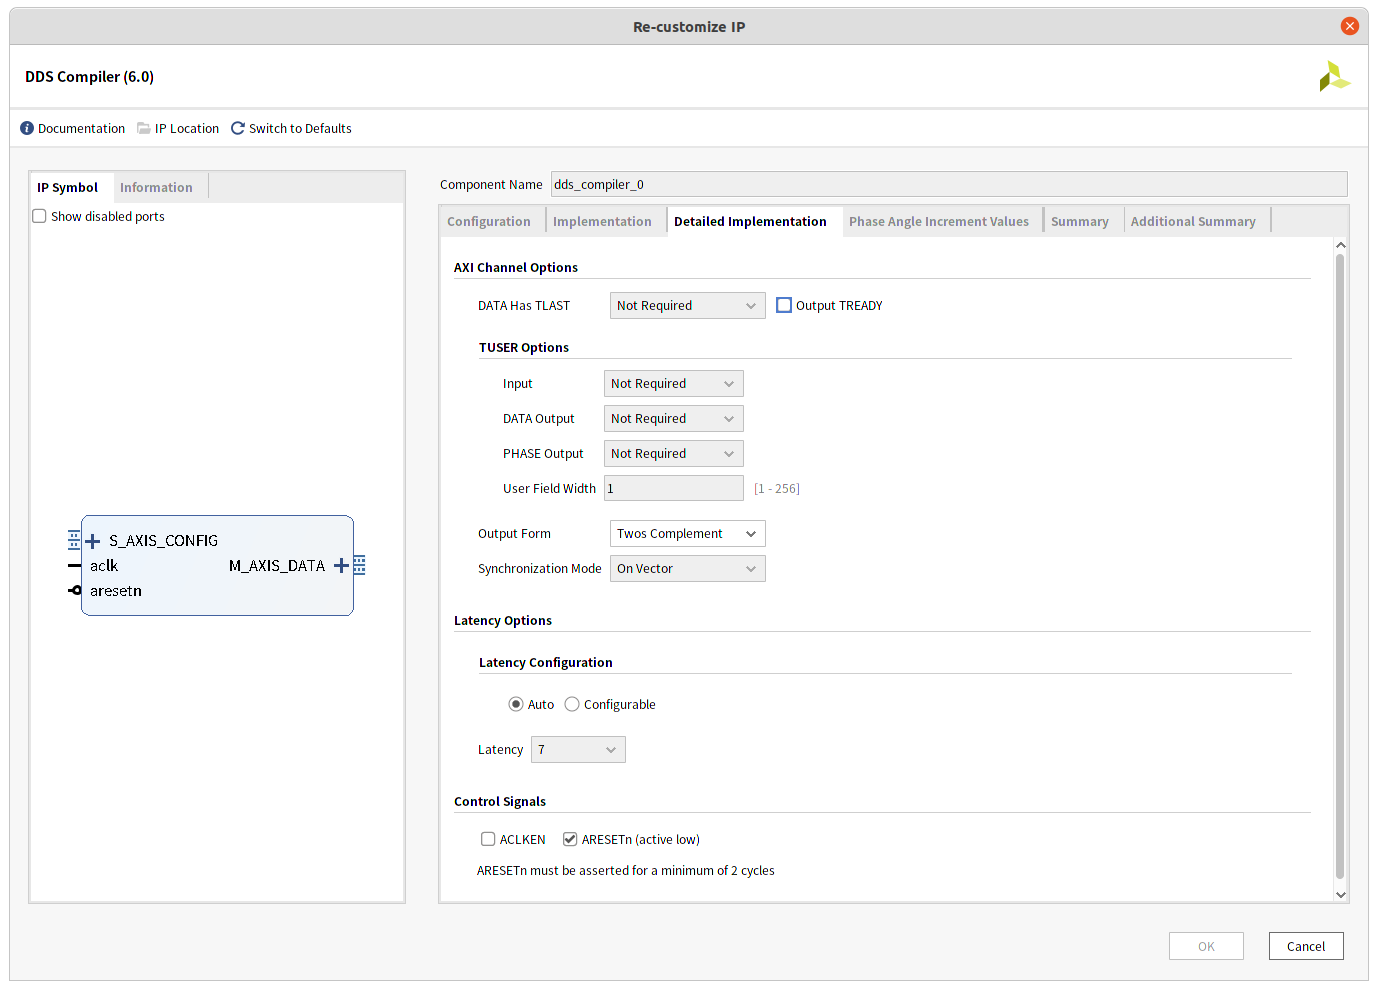 Re-customize IP
DDS Compiler (6.0)
Documentation IP Location Switch to Defaults
IP Symbol Information
Show disabled ports
S_AXIS_CONFIG
aclk
M_AXIS_DATA
aresetn
Component Name dds_compiler_0
Configuration Implementation Detailed Implementation Phase Angle Increment Values Summary Additional Summary
AXI Channel Options
DATA Has TLAST Not Required Output TREADY
TUSER Options
Input Not Required
DATA Output Not Required
PHASE Output Not Required
User Field Width 1 [1 - 256]
Output Form Twos Complement
Synchronization Mode On Vector
Latency Options
Latency Configuration
Auto Configurable
Latency 7
Control Signals
ACLKEN ARESETn (active low)
ARESETn must be asserted for a minimum of 2 cycles
OK Cancel